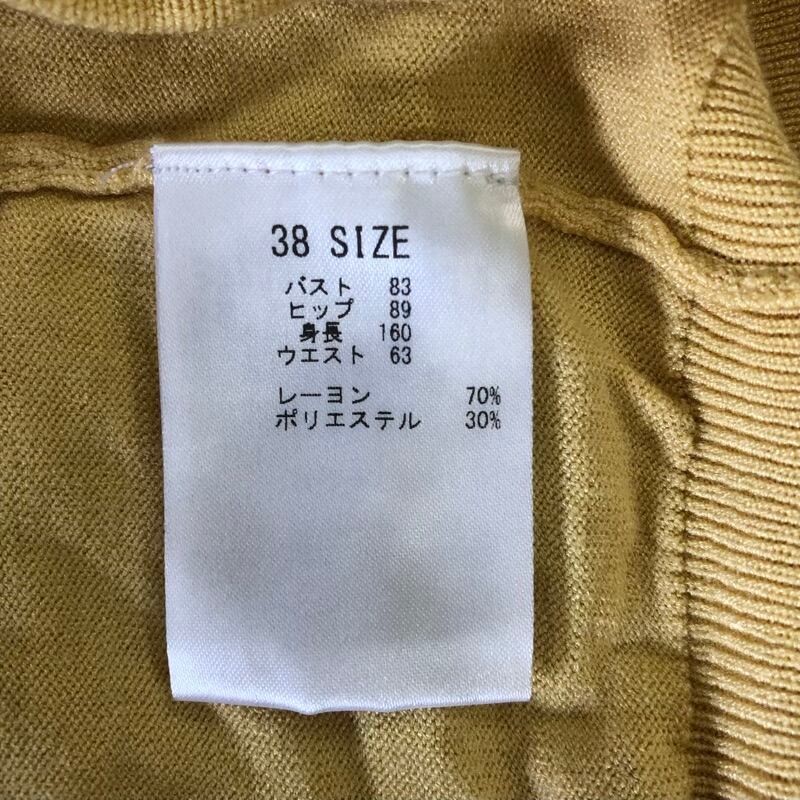 38 SIZE
バスト 83
ヒップ 89
身長 160
ウエスト 63
レーヨン 70%
ポリエステル 30%